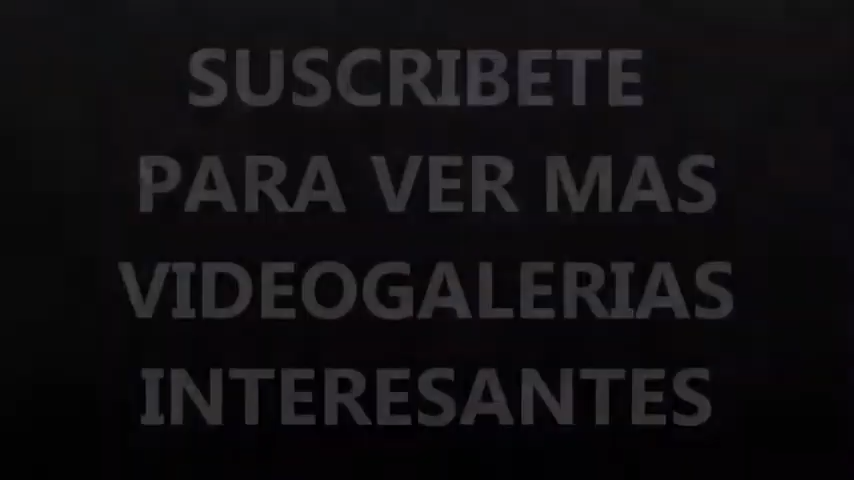 SUSCRIBETE
PARA VER MAS
VIDEOGALERIAS
INTERESANTES